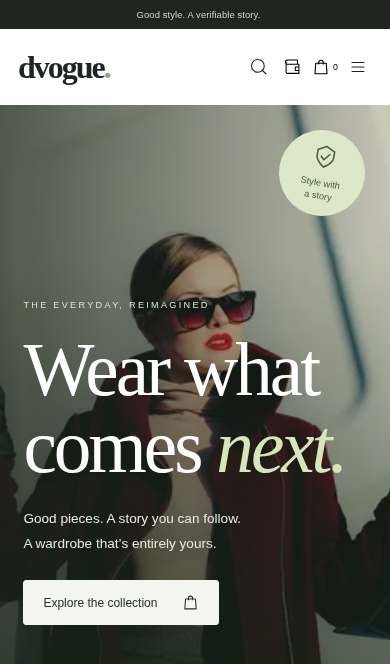 Good style. A verifiable story.
dvogue.
0
Style with
a story
THE EVERYDAY, REIMAGINED
Wear what
comes next.
Good pieces. A story you can follow.
A wardrobe that's entirely yours.
Explore the collection